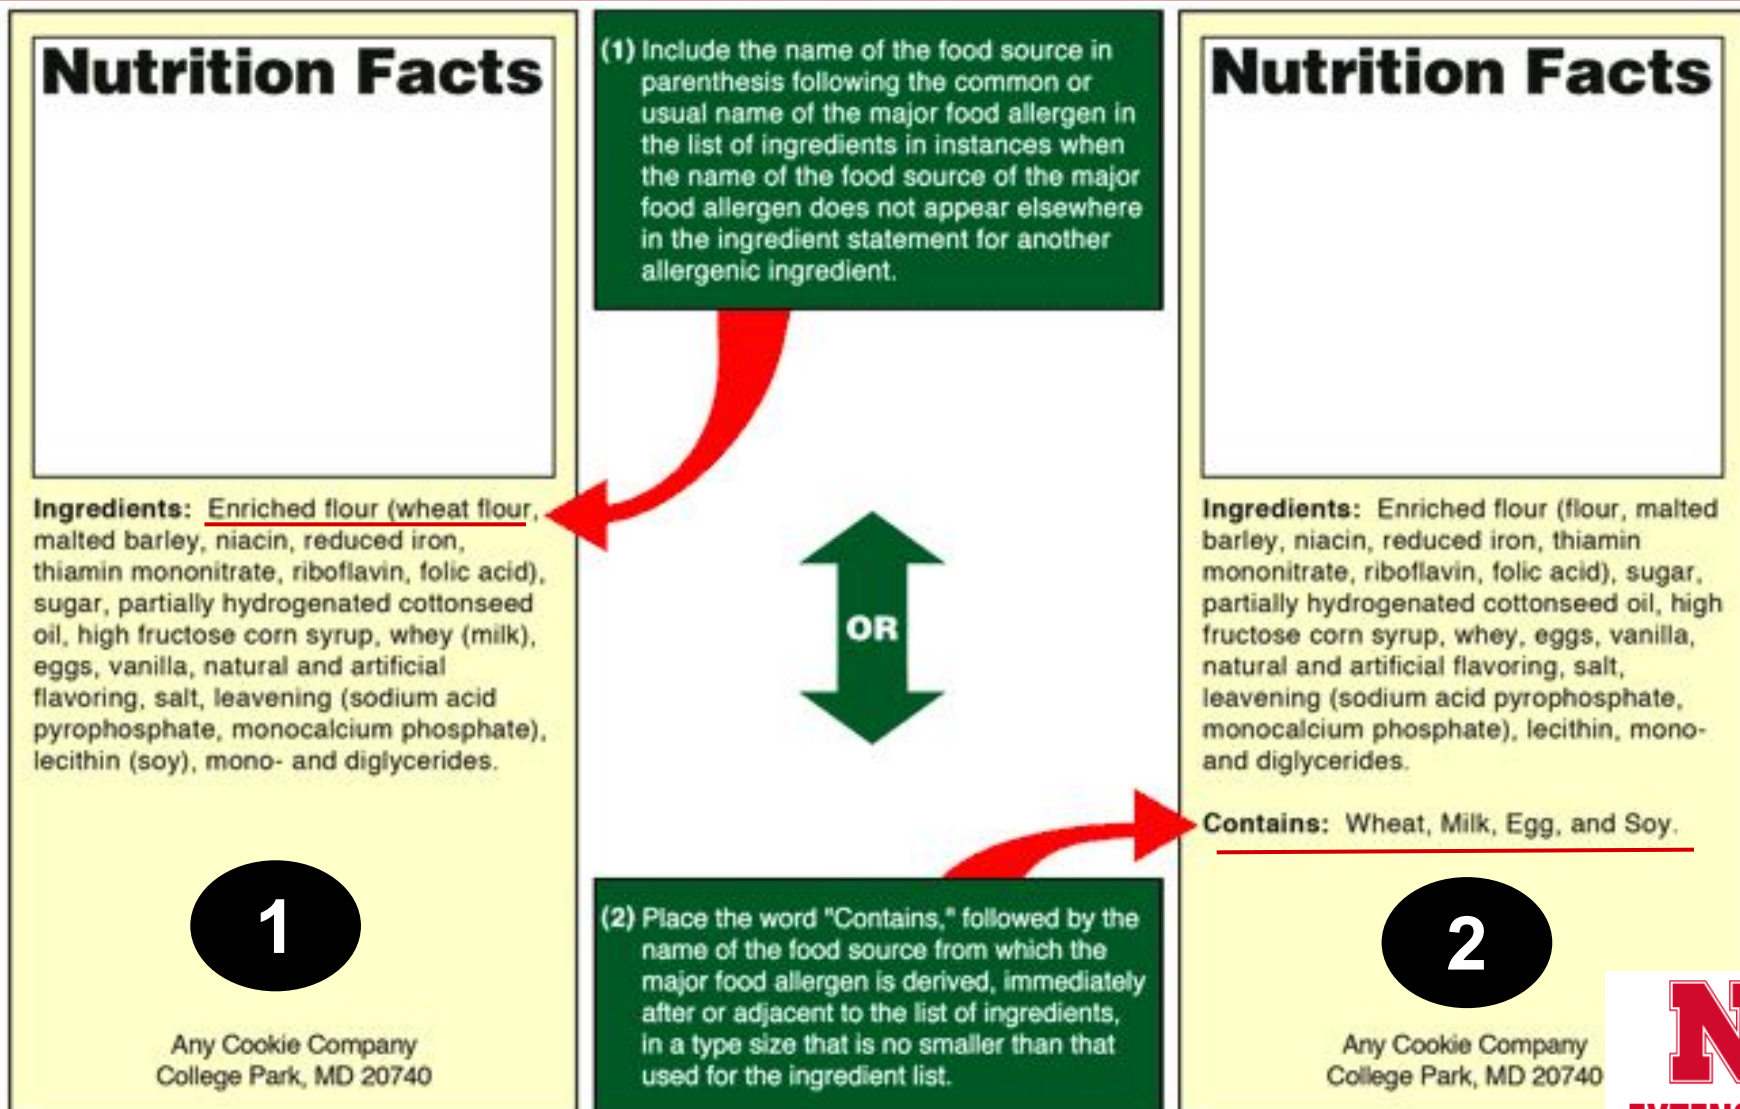 Nutrition Facts
Ingredients: Enriched flour (wheat flour,
malted barley, niacin, reduced iron,
thiamin mononitrate, riboflavin, folic acid),
sugar, partially hydrogenated cottonseed
oil, high fructose corn syrup, whey (milk),
eggs, vanilla, natural and artificial
flavoring, salt, leavening (sodium acid
pyrophosphate, monocalcium phosphate),
lecithin (soy), mono- and diglycerides.
1
Any Cookie Company
College Park, MD 20740
(1) Include the name of the food source in
parenthesis following the common or
usual name of the major food allergen in
the list of ingredients in instances when
the name of the food source of the major
food allergen does not appear elsewhere
in the ingredient statement for another
allergenic ingredient.
OR
(2) Place the word "Contains," followed by the
name of the food source from which the
major food allergen is derived, immediately
after or adjacent to the list of ingredients,
in a type size that is no smaller than that
used for the ingredient list.
Nutrition Facts
Ingredients: Enriched flour (flour, malted
barley, niacin, reduced iron, thiamin
mononitrate, riboflavin, folic acid), sugar,
partially hydrogenated cottonseed oil, high
fructose corn syrup, whey, eggs, vanilla,
natural and artificial flavoring, salt,
leavening (sodium acid pyrophosphate,
monocalcium phosphate), lecithin, mono-
and diglycerides.
Contains: Wheat, Milk, Egg, and Soy.
2
Any Cookie Company
College Park, MD 20740
N